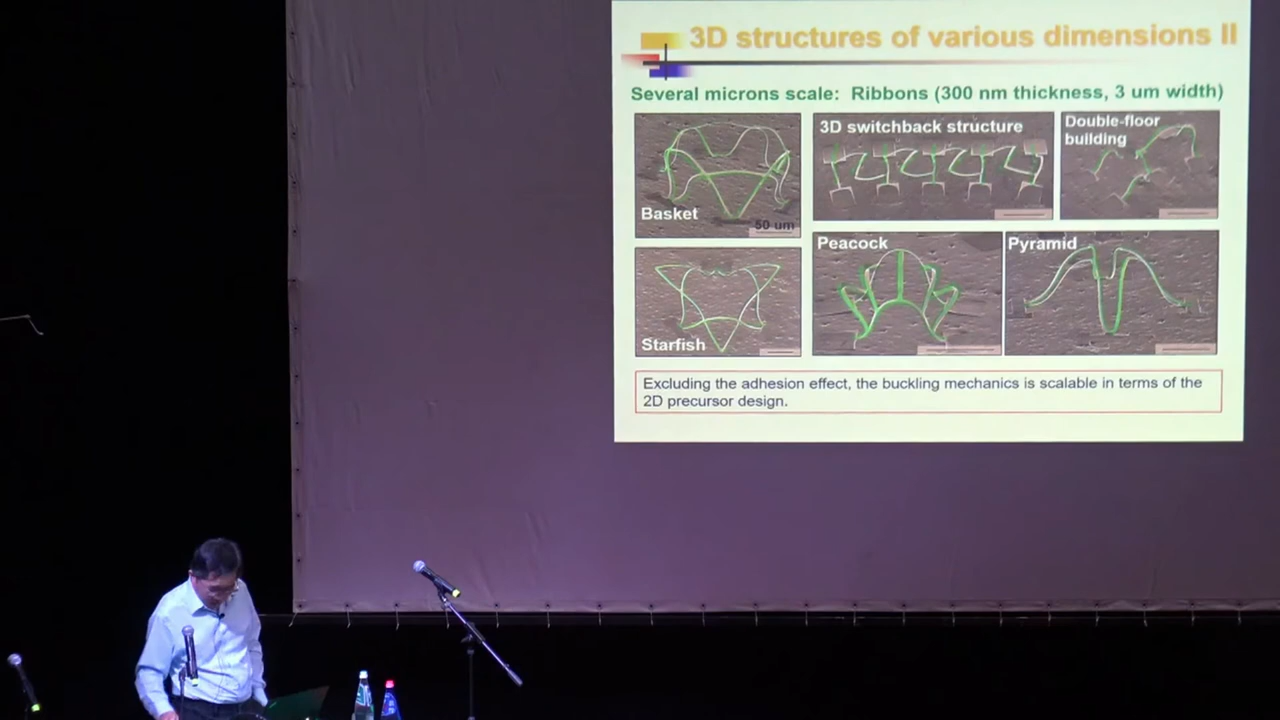 3D structures of various dimensions II
Several microns scale: Ribbons (300 nm thickness, 3 um width)
Basket
50 um
3D switchback structure
Double-floor
building
Starfish
Peacock
Pyramid
Excluding the adhesion effect, the buckling mechanics is scalable in terms of the
2D precursor design.